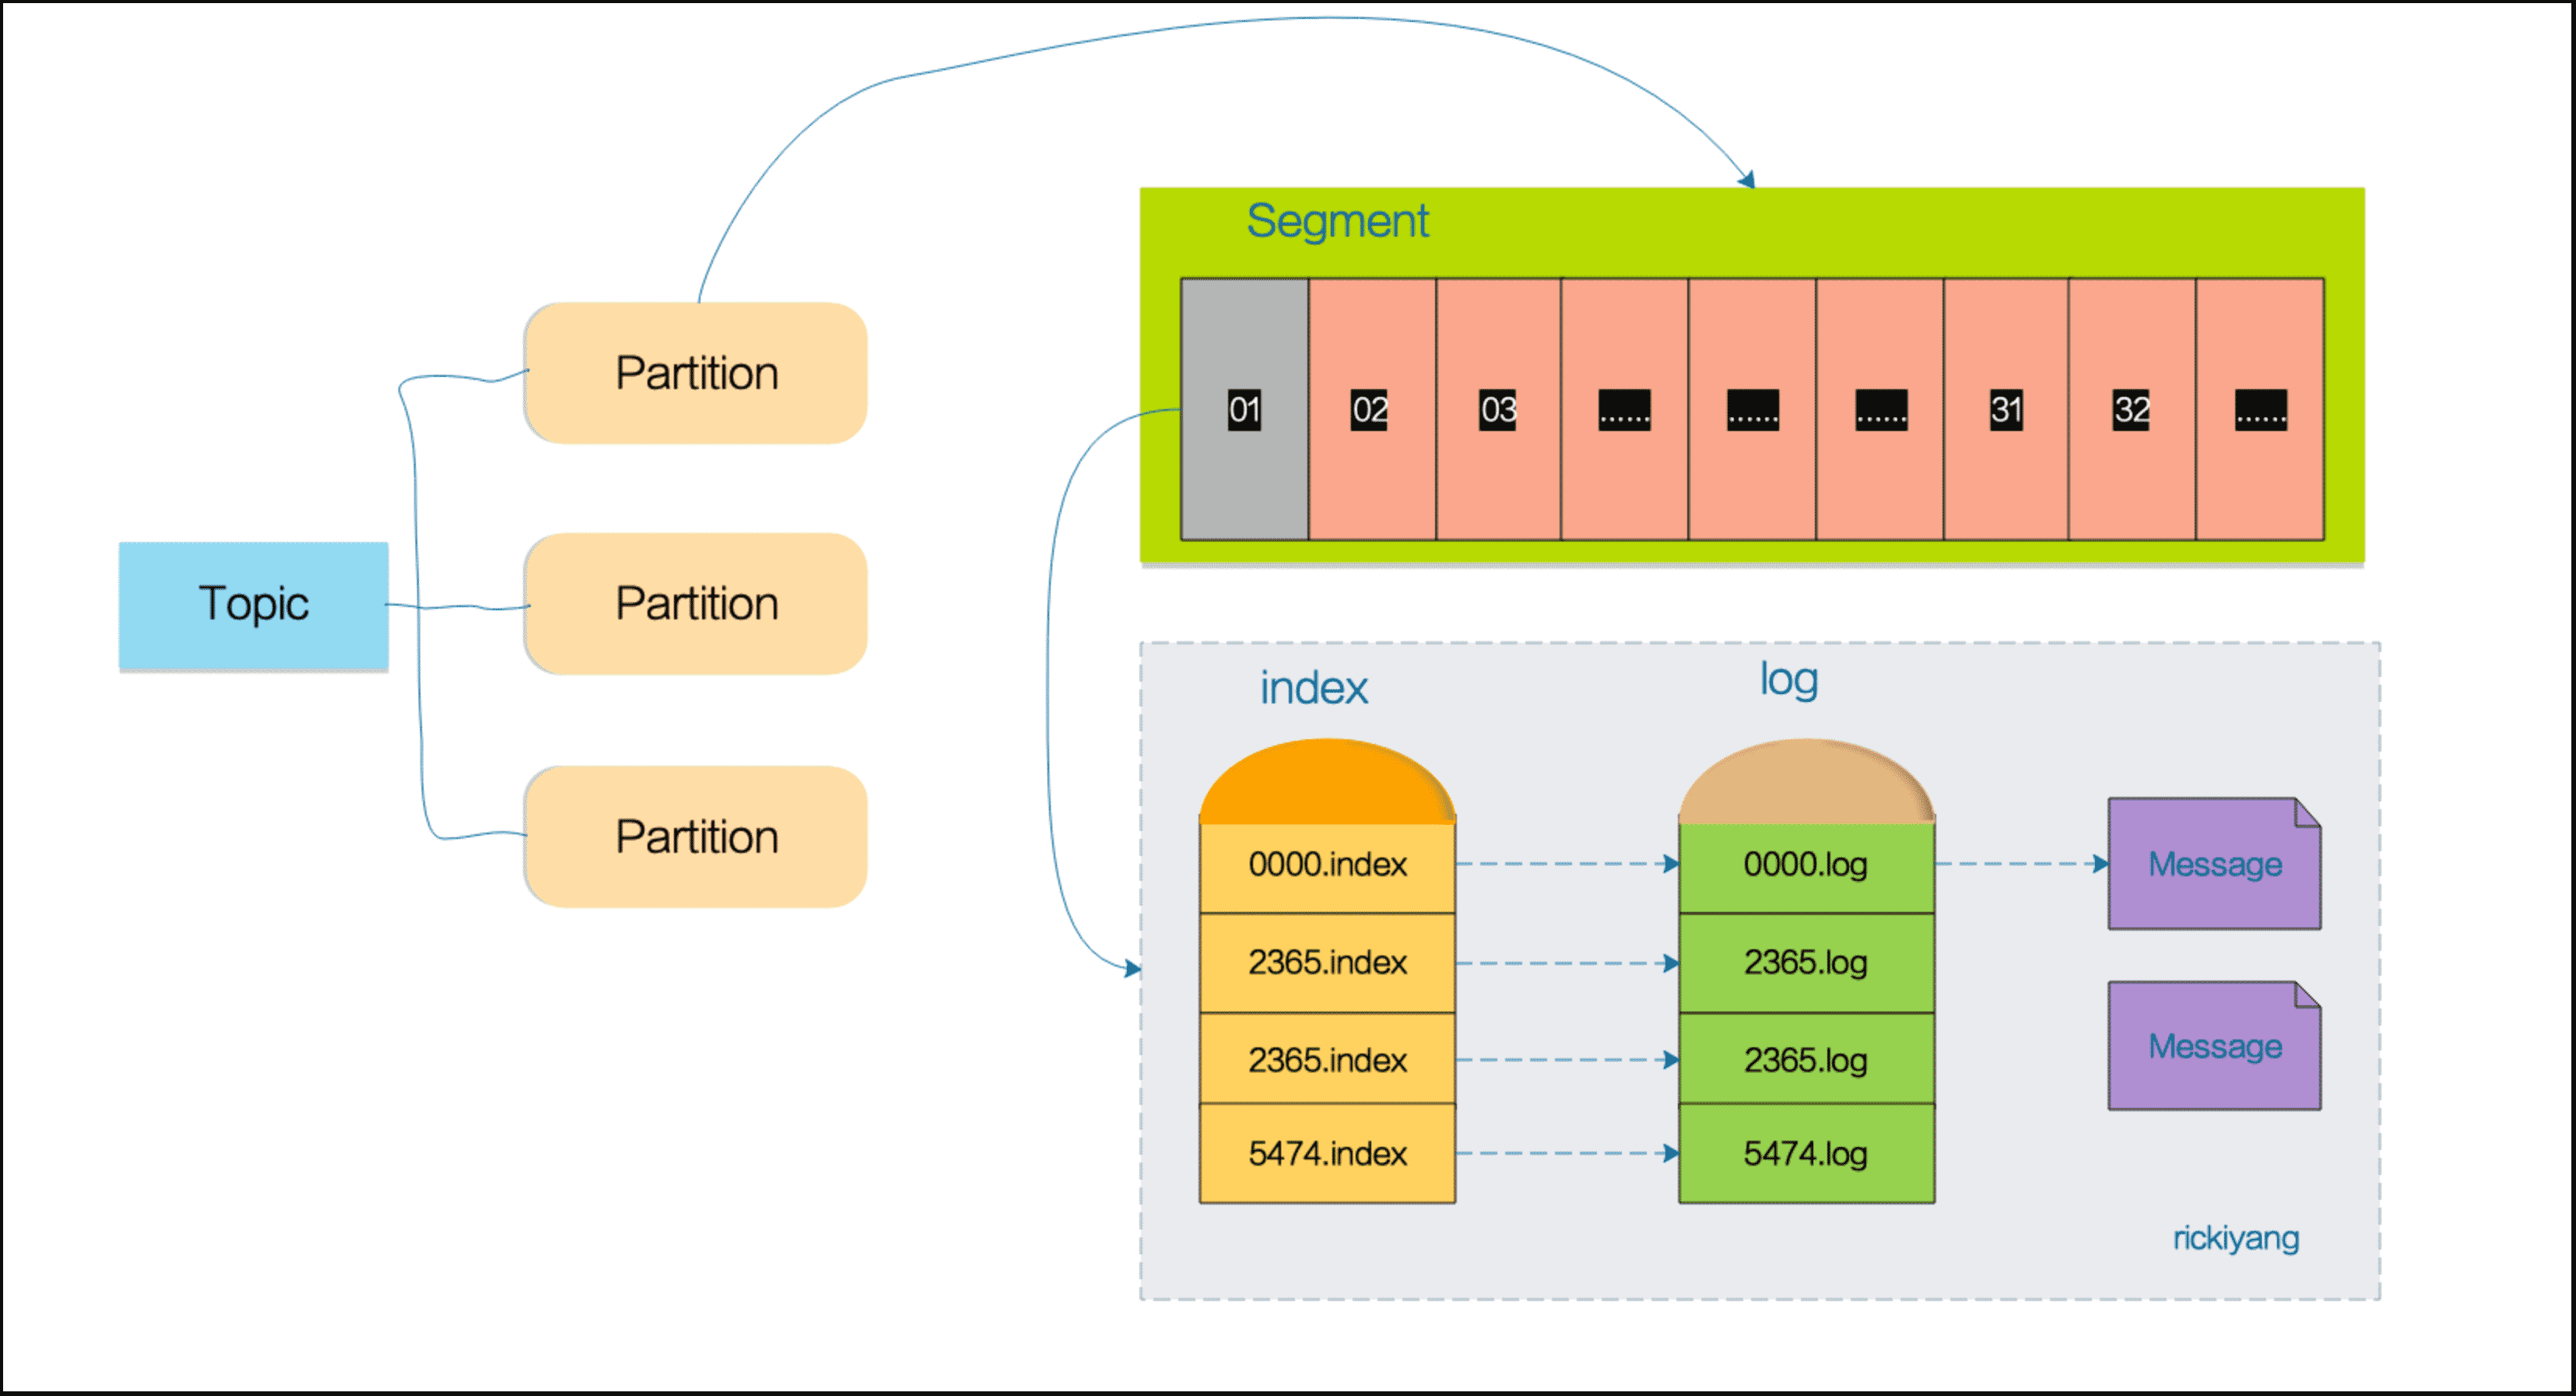 Topic
Partition
Partition
Partition
Segment
01 02 03 ...... ...... ...... 31 32 ......
index
log
0000.index
0000.log
Message
2365.index
2365.log
2365.index
2365.log
Message
5474.index
5474.log
rickiyang